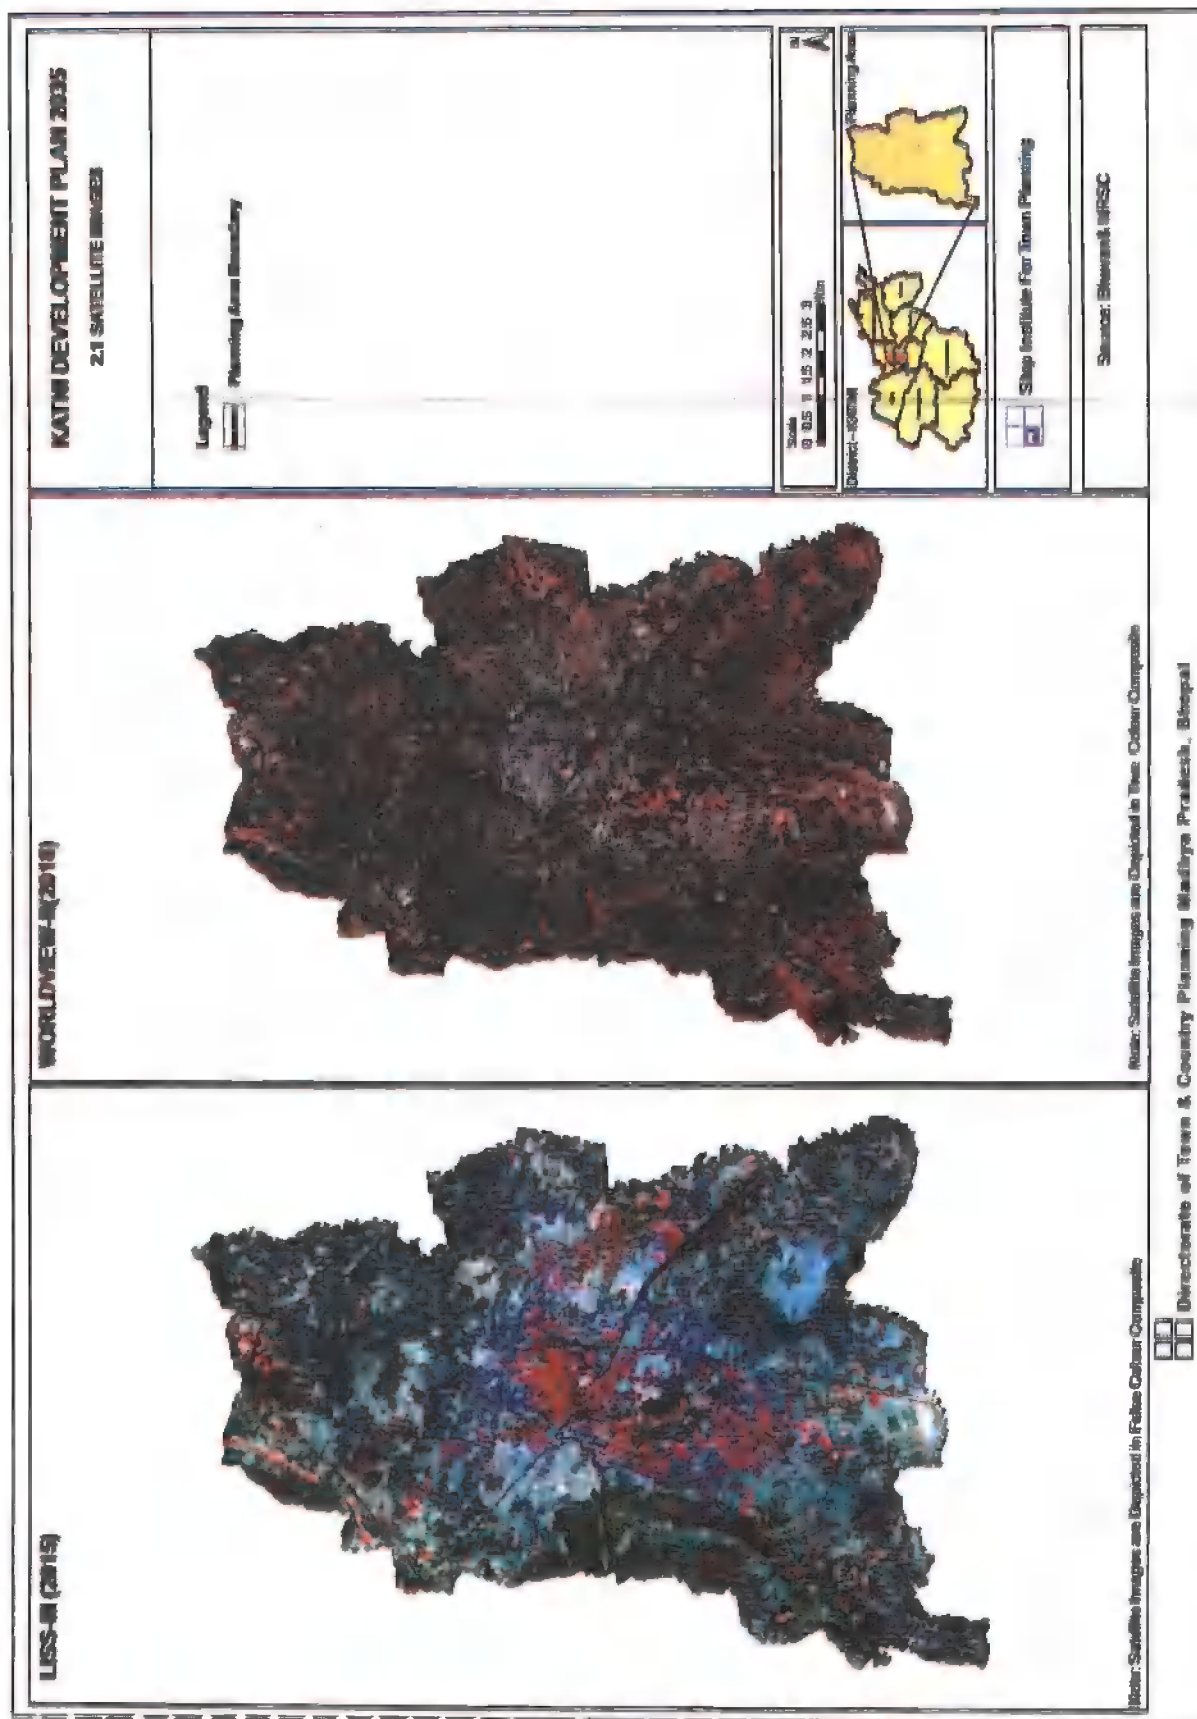 LISS-III (2015)
Note: Satellite Images are Depicted in False Colour Composite
WORLDVIEW-II(2018)
Note: Satellite Images are Depicted in True Colour Composite
KATNI DEVELOPMENT PLAN 2035
2.1 SATELLITE IMAGES
Legend
Planning Area Boundary
Scale
0 0.5 1 1.5 2 2.5 3
Km
N
District - KATNI
Planning Area
Step Institute For Town Planning
Source: Bhuvan & NRSC
Directorate of Town & Country Planning Madhya Pradesh, Bhopal